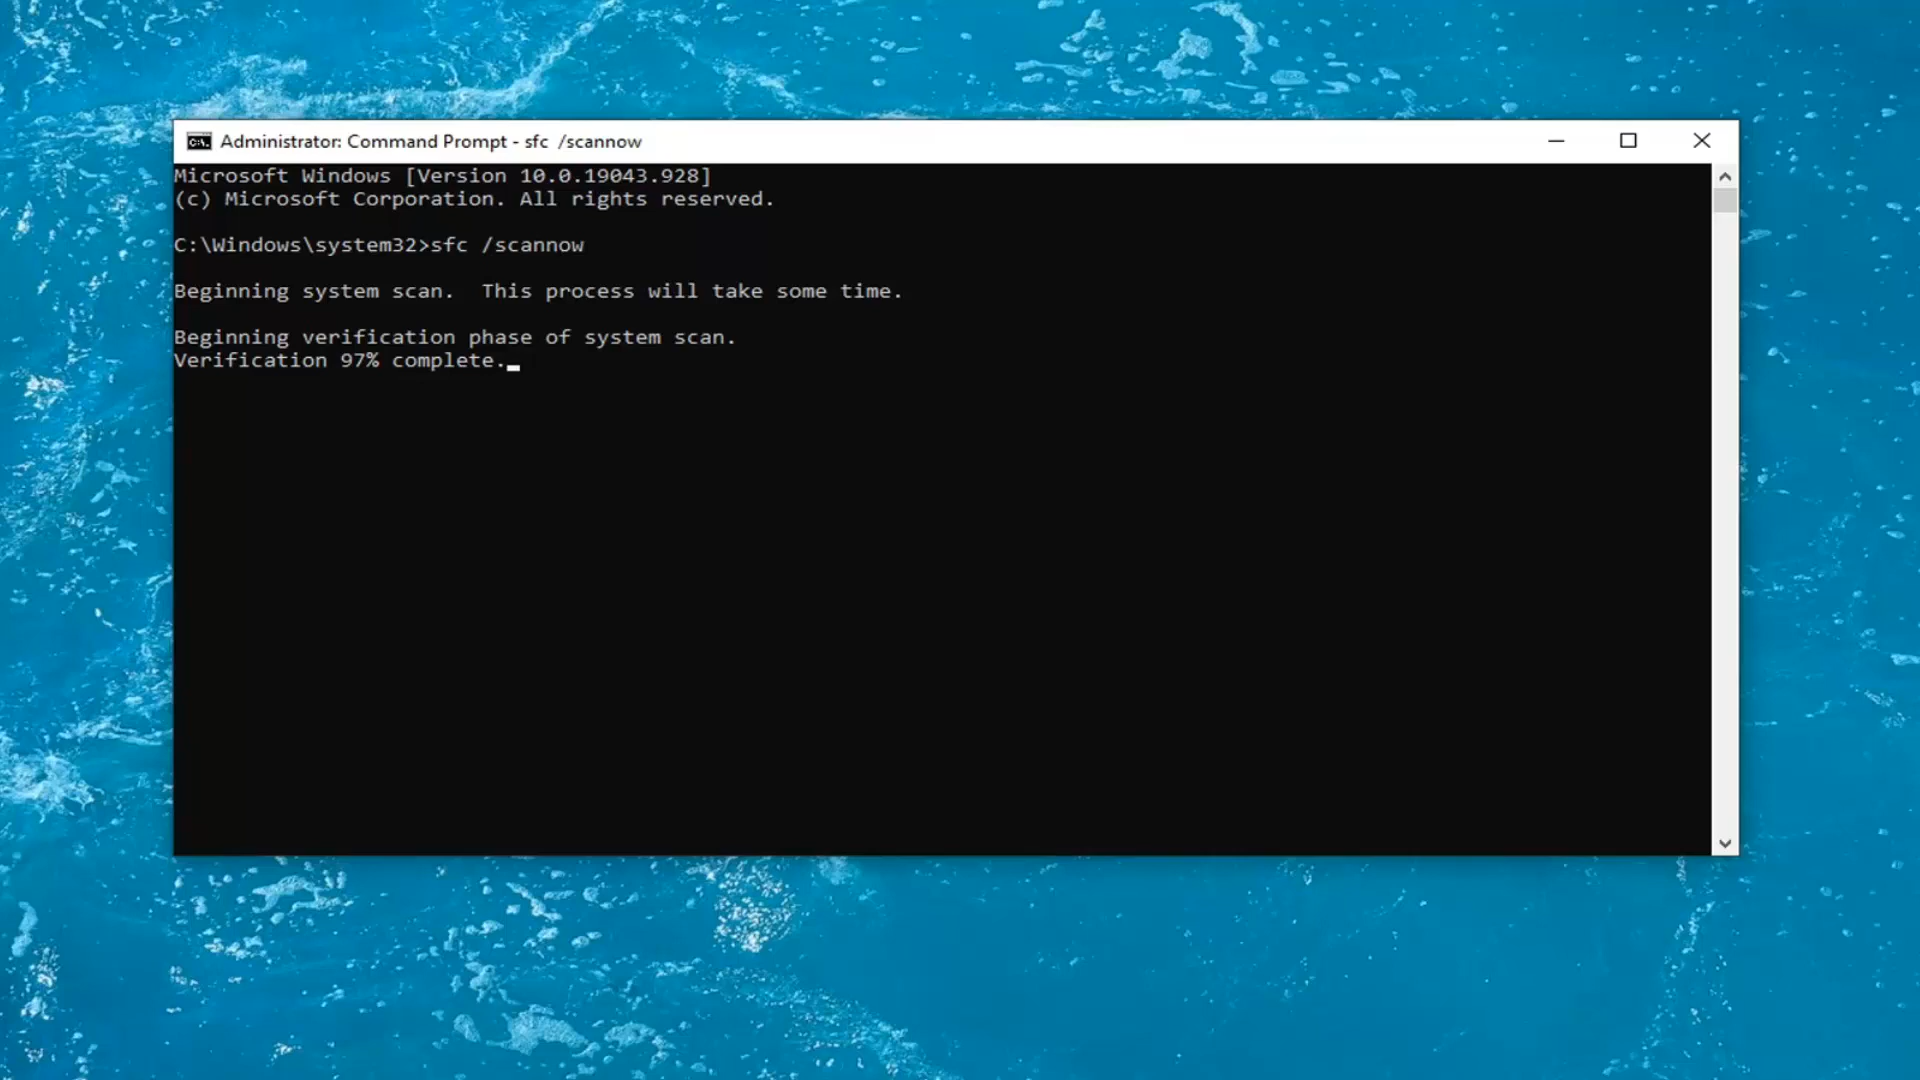 Administrator: Command Prompt - sfc  /scannow
Microsoft Windows [Version 10.0.19043.928]
(c) Microsoft Corporation. All rights reserved.
C:\Windows\system32>sfc /scannow
Beginning system scan.  This process will take some time.
Beginning verification phase of system scan.
Verification 97% complete.